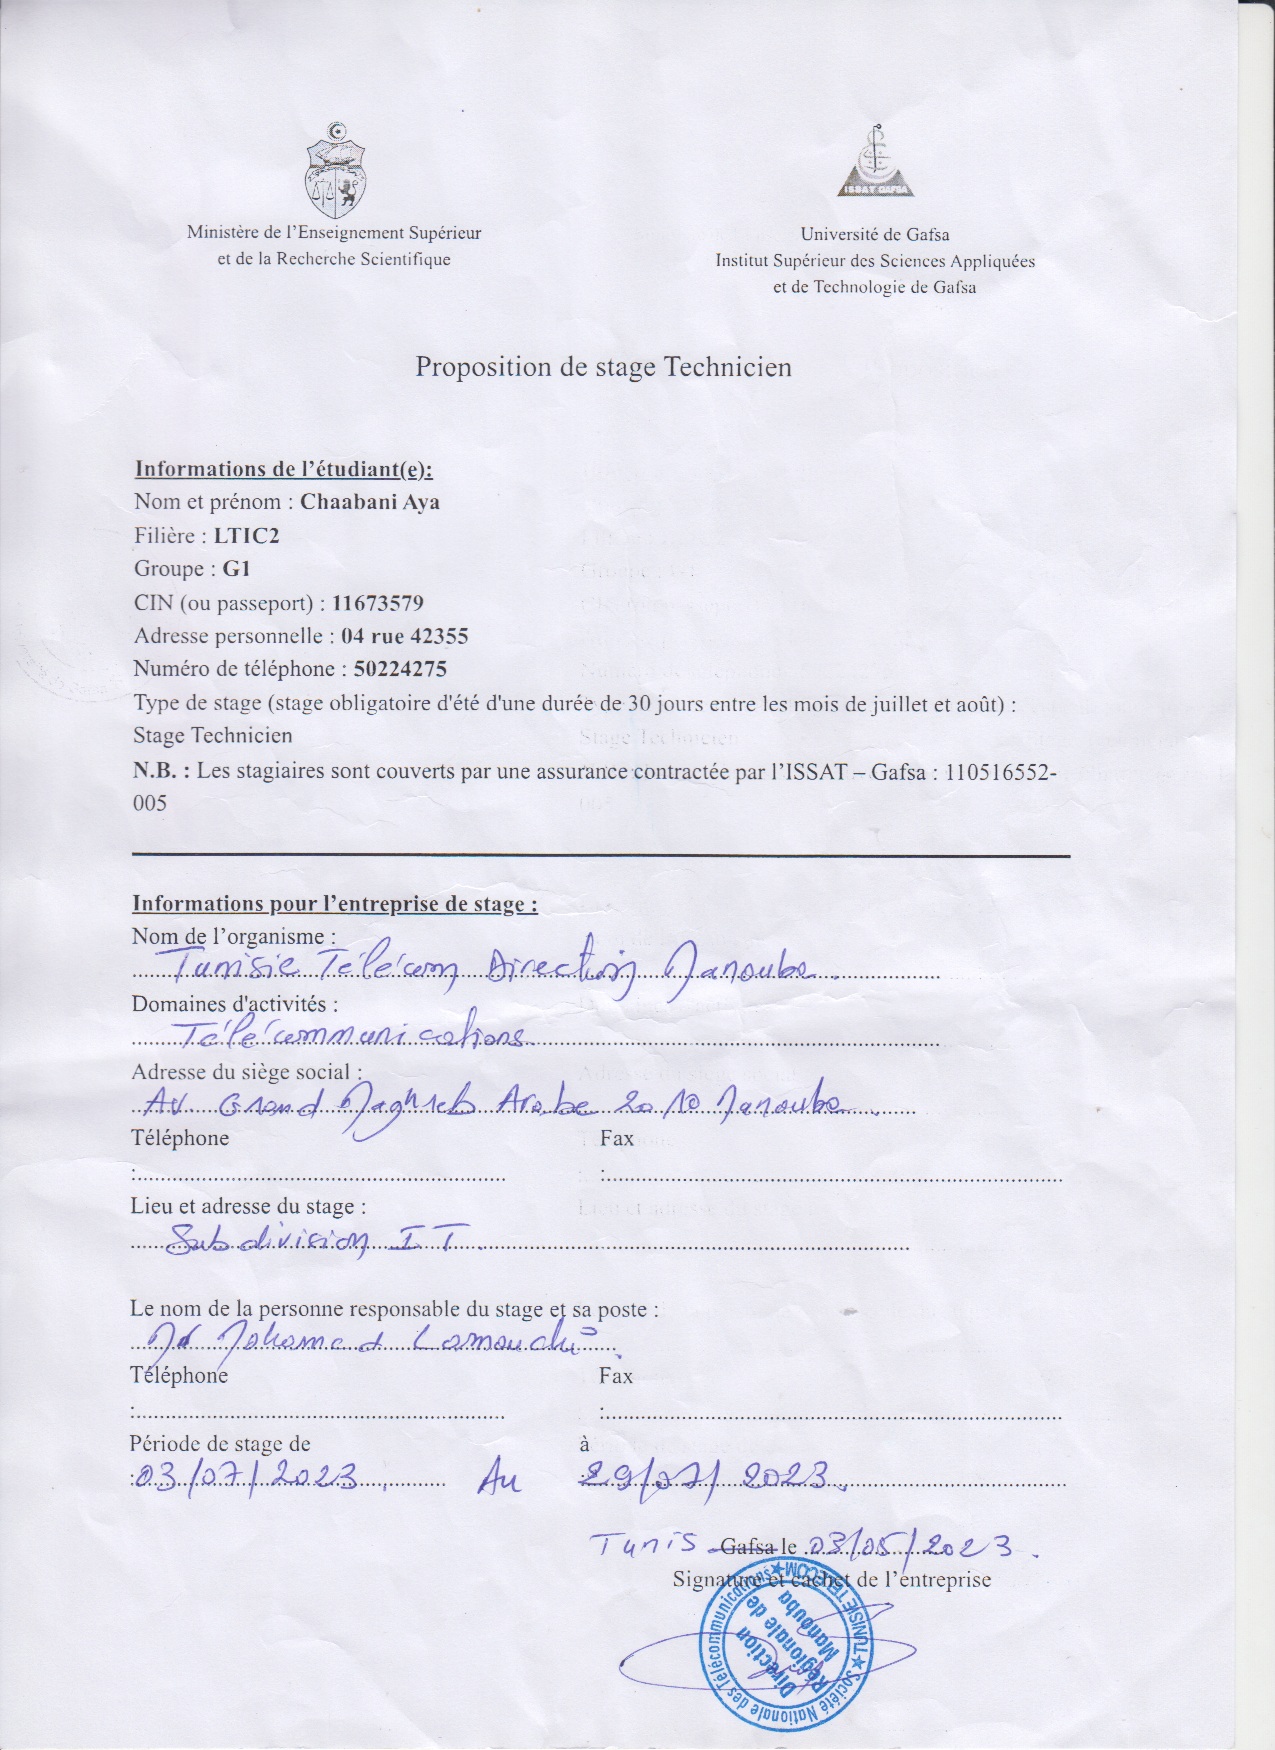 ISSAT GAFSA
Ministère de l'Enseignement Supérieur
et de la Recherche Scientifique
Université de Gafsa
Institut Supérieur des Sciences Appliquées
et de Technologie de Gafsa
Proposition de stage Technicien
Informations de l'étudiant(e):
Nom et prénom : Chaabani Aya
Filière : LTIC2
Groupe : G1
CIN (ou passeport) : 11673579
Adresse personnelle : 04 rue 42355
Numéro de téléphone : 50224275
Type de stage (stage obligatoire d'été d'une durée de 30 jours entre les mois de juillet et août) :
Stage Technicien
N.B. : Les stagiaires sont couverts par une assurance contractée par l'ISSAT – Gafsa : 110516552-
005
Informations pour l'entreprise de stage :
Nom de l'organisme :
Tunisie Télécom Direction Manouba
Domaines d'activités :
Télécommunications
Adresse du siège social :
Av Grand Maghreb Arabe 2010 Manouba
Téléphone Fax
: :
Lieu et adresse du stage :
Subdivision IT
Le nom de la personne responsable du stage et sa poste :
Mohamed Lamouchi
Téléphone Fax
: :
Période de stage de à
:03/07/2023 Au :29/07/2023
Tunis Gafsa le 03/05/2023
Signature et cachet de l'entreprise
Société Nationale des Télécommunications ★ TUNISIE TELECOM ★
Direction
Régionale de
Manouba